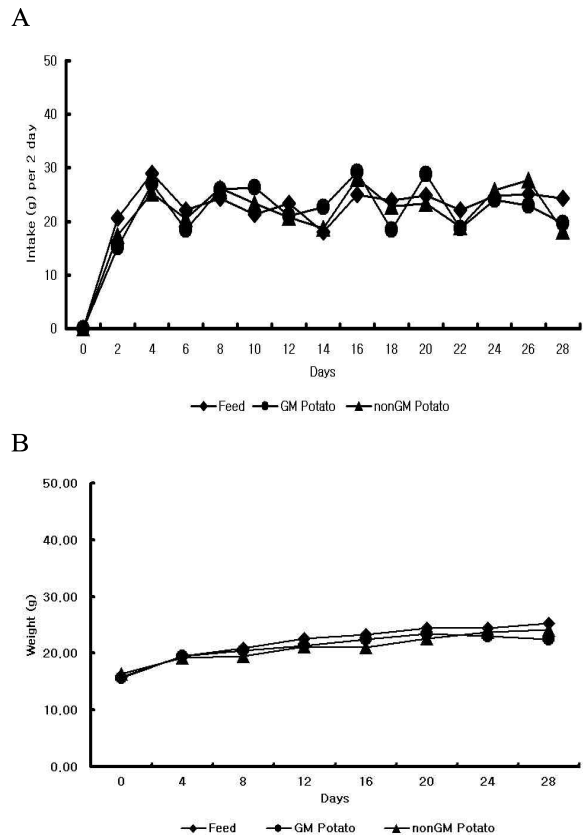 A
50
40
30
20
10
0
Intake (g) per 2 day
0 2 4 6 8 10 12 14 16 18 20 22 24 26 28
Days
Feed GM Potato nonGM Potato
B
50,00
40,00
30,00
20,00
10,00
0,00
Weight (g)
0 4 8 12 16 20 24 28
Days
Feed GM Potato nonGM Potato